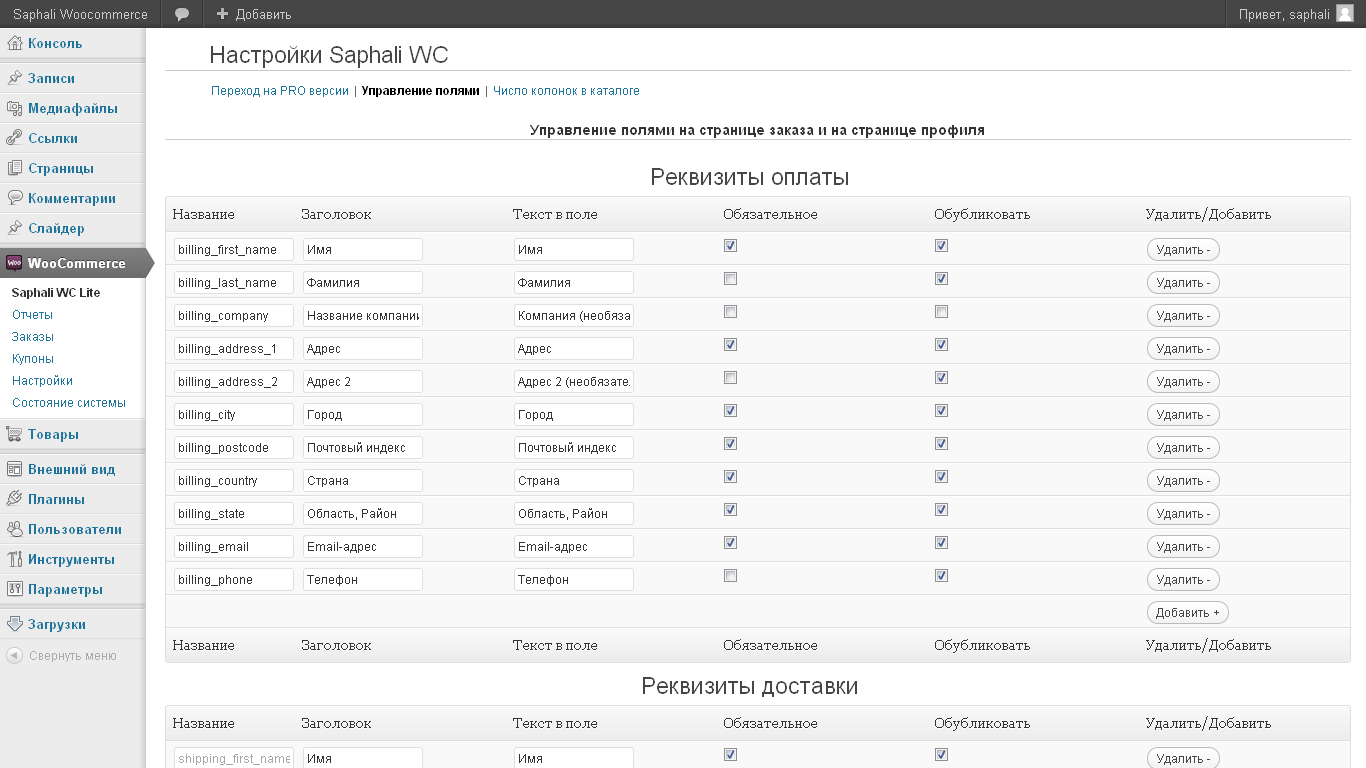 Saphali Woocommerce Добавить Привет, saphali
Консоль
Записи
Медиафайлы
Ссылки
Страницы
Комментарии
Слайдер
WooCommerce
Saphali WC Lite
Отчеты
Заказы
Купоны
Настройки
Состояние системы
Товары
Внешний вид
Плагины
Пользователи
Инструменты
Параметры
Загрузки
Свернуть меню
Настройки Saphali WC
Переход на PRO версии | Управление полями | Число колонок в каталоге
Управление полями на странице заказа и на странице профиля
Реквизиты оплаты
Название Заголовок Текст в поле Обязательное Обубликовать Удалить/Добавить
billing_first_name Имя Имя Удалить -
billing_last_name Фамилия Фамилия Удалить -
billing_company Название компании Компания (необяза Удалить -
billing_address_1 Адрес Адрес Удалить -
billing_address_2 Адрес 2 Адрес 2 (необязате. Удалить -
billing_city Город Город Удалить -
billing_postcode Почтовый индекс Почтовый индекс Удалить -
billing_country Страна Страна Удалить -
billing_state Область, Район Область, Район Удалить -
billing_email Email-адрес Email-адрес Удалить -
billing_phone Телефон Телефон Удалить -
Добавить +
Название Заголовок Текст в поле Обязательное Обубликовать Удалить/Добавить
Реквизиты доставки
Название Заголовок Текст в поле Обязательное Обубликовать Удалить/Добавить
shipping_first_name Имя Имя Удалить -